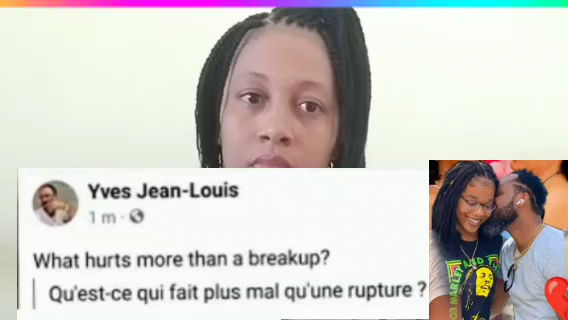 Yves Jean-Louis
1 m ·
What hurts more than a breakup?
Qu'est-ce qui fait plus mal qu'une rupture ?